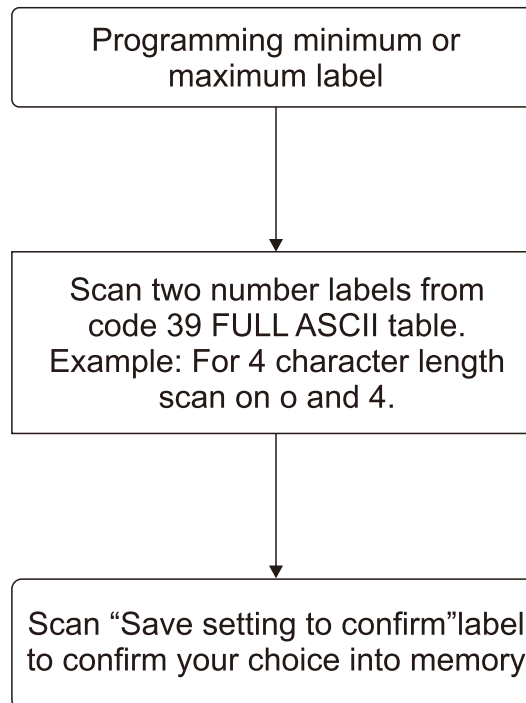 Programming minimum or
maximum label
Scan two number labels from
code 39 FULL ASCII table.
Example: For 4 character length
scan on o and 4.
Scan “Save setting to confirm”label
to confirm your choice into memory